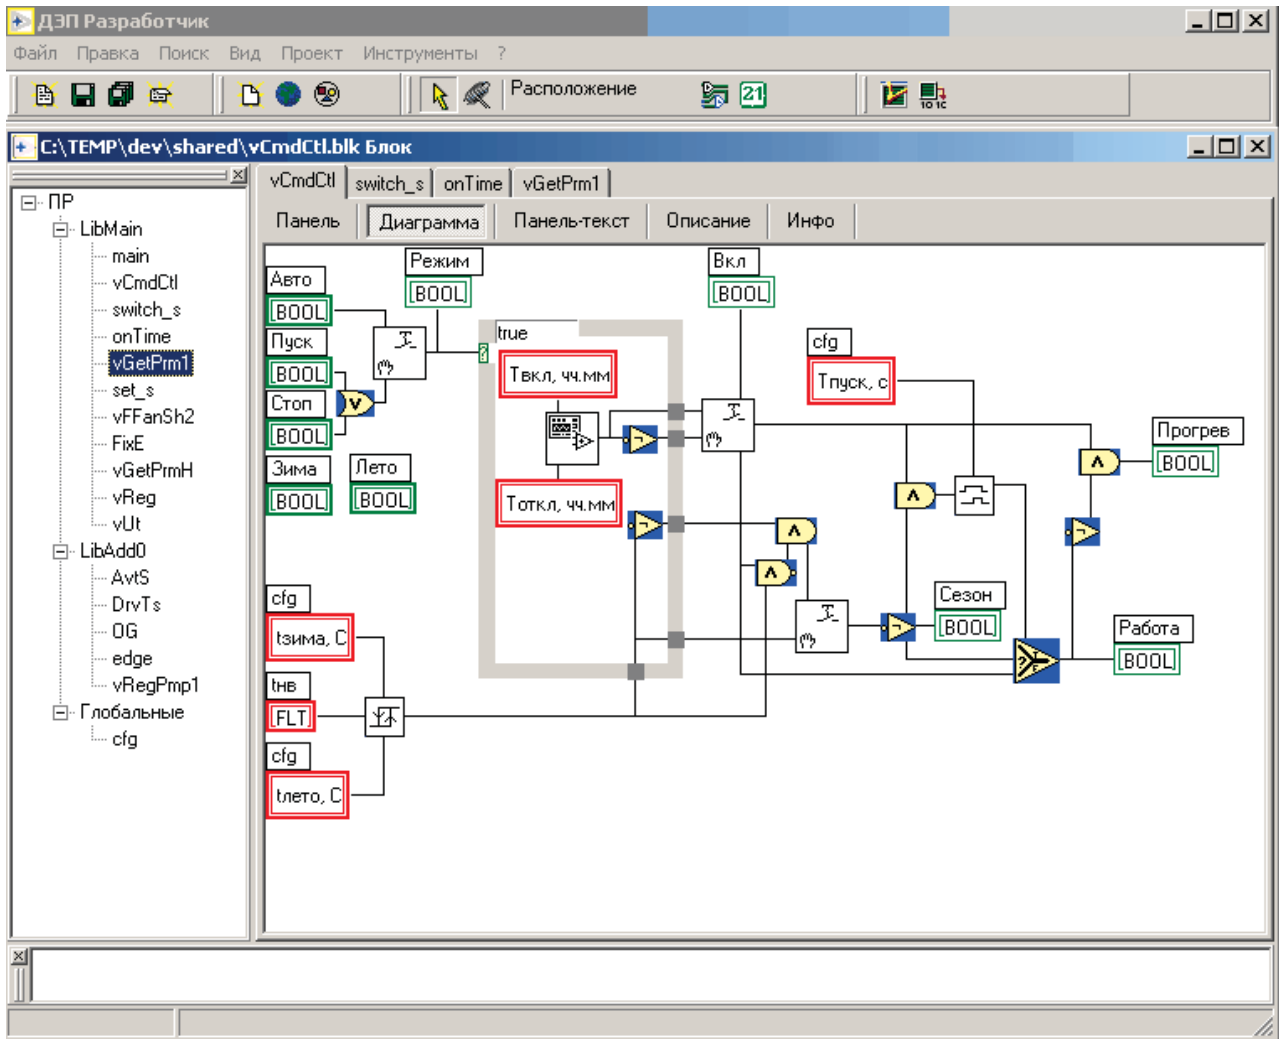 ДЭП Разработчик
Файл Правка Поиск Вид Проект Инструменты ?
Расположение
21
10 1C
C:\TEMP\dev\shared\vCmdCtl.blk Блок
ПР
LibMain
main
vCmdCtl
switch_s
onTime
vGetPrm1
set_s
vFFanSh2
FixE
vGetPrmH
vReg
vUt
LibAdd0
AvtS
DrvTs
OG
edge
vRegPmp1
Глобальные
cfg
vCmdCtl switch_s onTime vGetPrm1
Панель Диаграмма Панель-текст Описание Инфо
Авто
[BOOL]
Пуск
[BOOL]
Стоп
[BOOL]
Зима
[BOOL]
Лето
[BOOL]
Режим
[BOOL]
true
?
Твкл, чч.мм
Тоткл, чч.мм
Вкл
[BOOL]
cfg
Тпуск, с
Прогрев
[BOOL]
Сезон
[BOOL]
Работа
[BOOL]
cfg
tзима, С
tнв
[FLT]
cfg
tлето, С